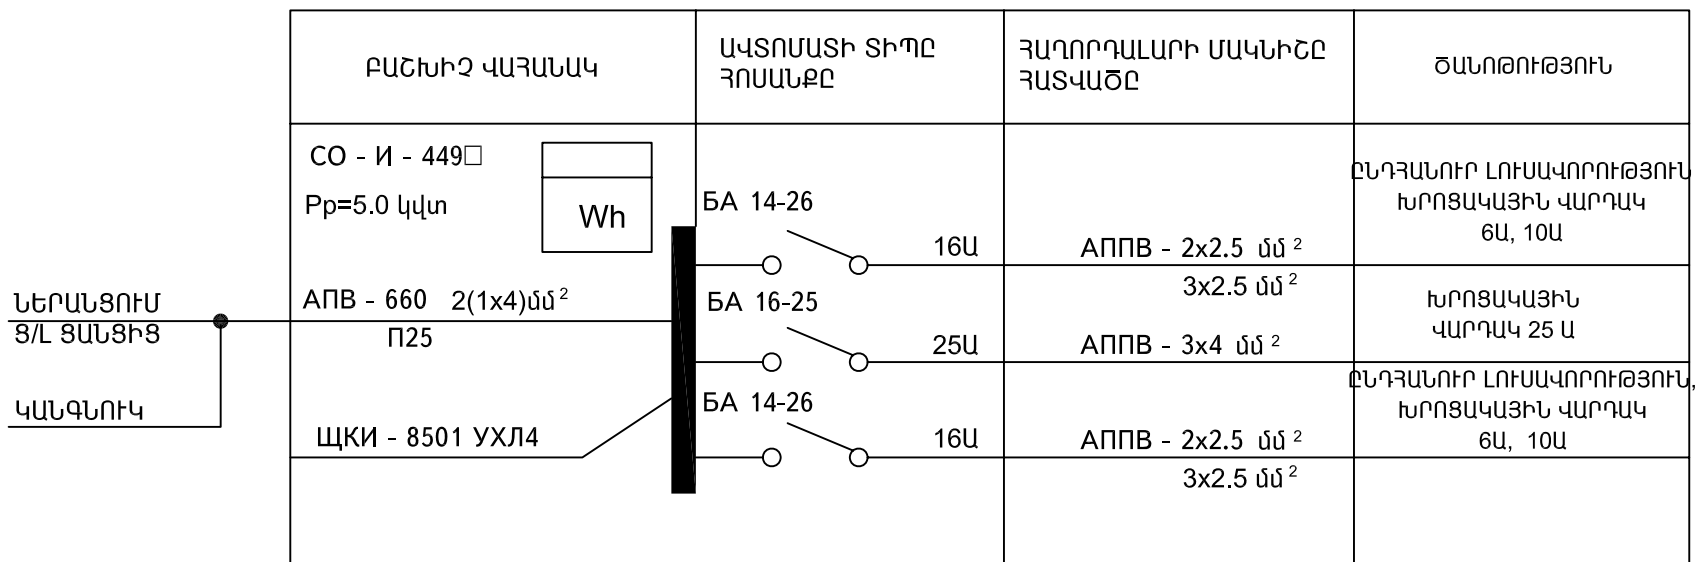 ԲԱՇԽԻՉ ՎԱՀԱՆԱԿ
ԱՎՏՈՄԱՏԻ ՏԻՊԸ
ՀՈՍԱՆՔԸ
ՀԱՂՈՐԴԱԼԱՐԻ ՄԱԿՆԻՇԸ
ՀԱՏՎԱԾԸ
ԾԱՆՈԹՈՒԹՅՈՒՆ
СО - И - 449□
Pp=5.0 կվտ
Wh
БА 14-26
16Ա
АППВ - 2x2.5 մմ ²
3x2.5 մմ ²
ԸՆԴՀԱՆՈՒՐ ԼՈՒՍԱՎՈՐՈՒԹՅՈՒՆ
ԽՐՈՑԱԿԱՅԻՆ ՎԱՐԴԱԿ
6Ա, 10Ա
ՆԵՐԱՆՑՈՒՄ
Ց/Լ ՑԱՆՑԻՑ
АПВ - 660 2(1x4)մմ ²
П25
БА 16-25
25Ա
АППВ - 3x4 մմ ²
ԽՐՈՑԱԿԱՅԻՆ
ՎԱՐԴԱԿ 25 Ա
ԿԱՆԳՆՈՒԿ
ЩКИ - 8501 УХЛ4
БА 14-26
16Ա
АППВ - 2x2.5 մմ ²
3x2.5 մմ ²
ԸՆԴՀԱՆՈՒՐ ԼՈՒՍԱՎՈՐՈՒԹՅՈՒՆ,
ԽՐՈՑԱԿԱՅԻՆ ՎԱՐԴԱԿ
6Ա, 10Ա